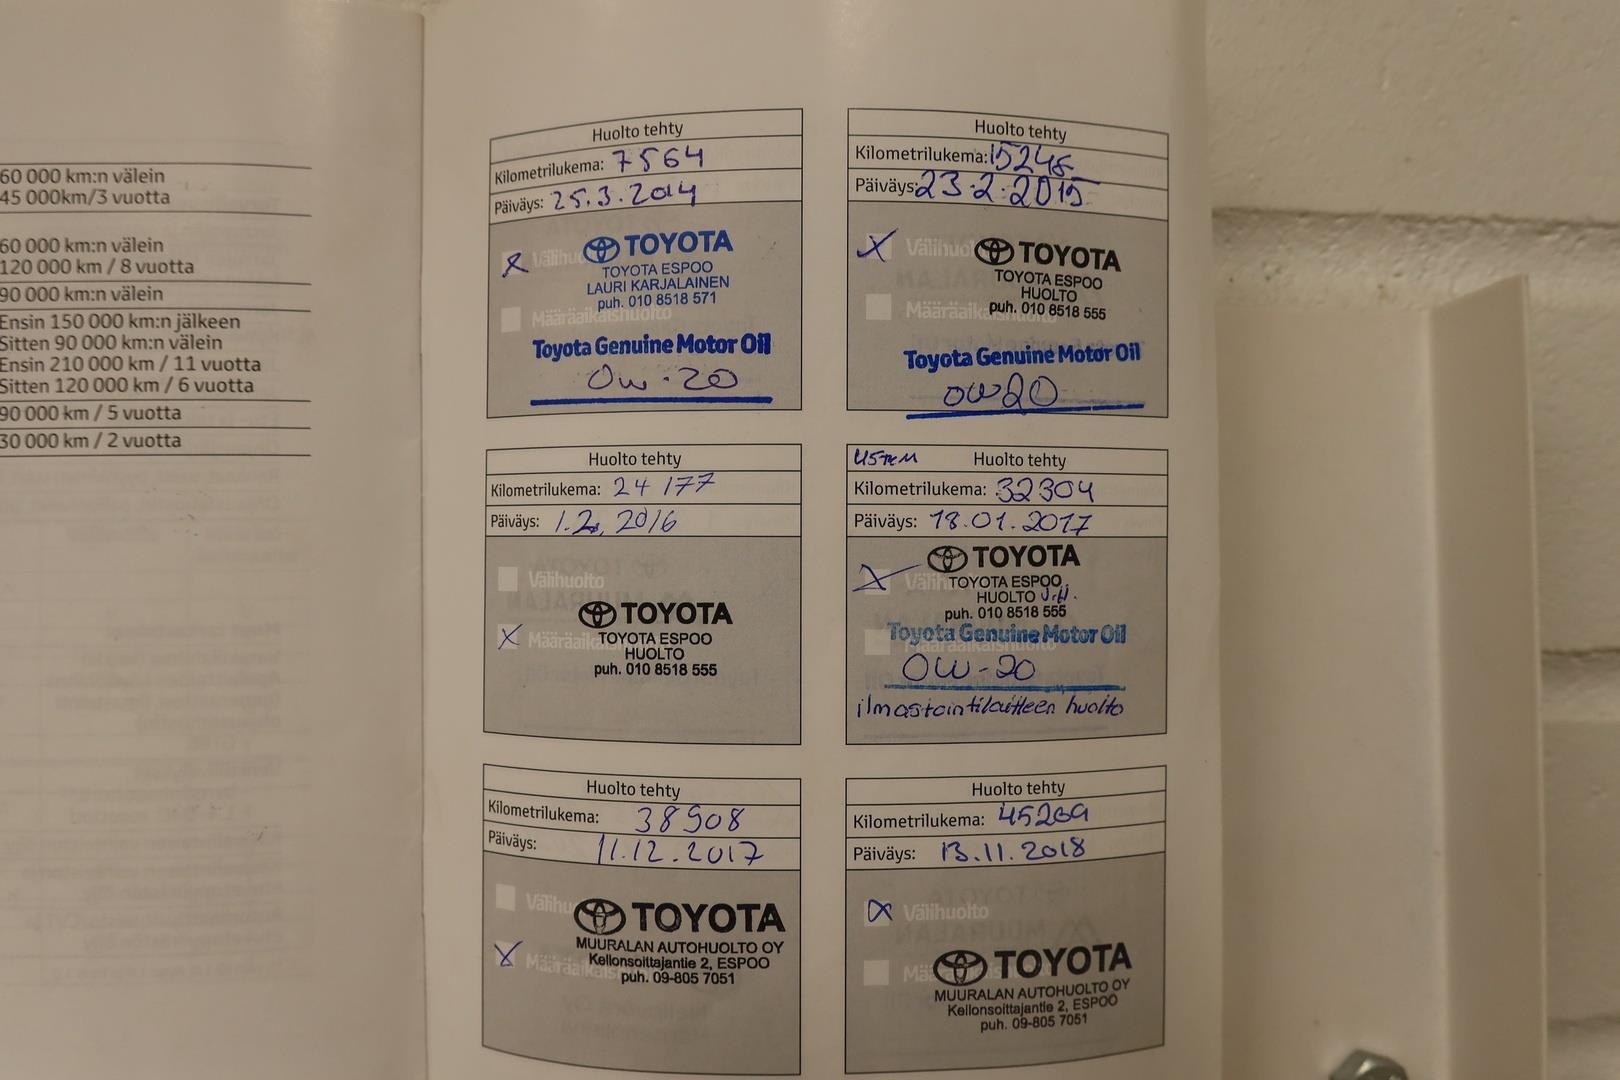 60 000 km:n välein
45 000km/3 vuotta
60 000 km:n välein
120 000 km / 8 vuotta
90 000 km:n välein
Ensin 150 000 km:n jälkeen
Sitten 90 000 km:n välein
Ensin 210 000 km / 11 vuotta
Sitten 120 000 km / 6 vuotta
90 000 km / 5 vuotta
30 000 km / 2 vuotta
Huolto tehty
Kilometrilukema: 7564
Päiväys: 25.3.2014
TOYOTA
TOYOTA ESPOO
LAURI KARJALAINEN
puh. 010 8518 571
Määräaikaishuolto
Toyota Genuine Motor Oil
0w-20
Huolto tehty
Kilometrilukema: 15248
Päiväys: 23.2.2015
TOYOTA
TOYOTA ESPOO
HUOLTO
puh. 010 8518 555
Toyota Genuine Motor Oil
0W20
Huolto tehty
Kilometrilukema: 24 177
Päiväys: 1.2.2016
Välihuolto
TOYOTA
TOYOTA ESPOO
HUOLTO
puh. 010 8518 555
Huolto tehty
Kilometrilukema: 32304
Päiväys: 18.01.2017
TOYOTA
TOYOTA ESPOO
HUOLTO
puh. 010 8518 555
Toyota Genuine Motor Oil
0W-20
ilmastointilaitteen huolto
Huolto tehty
Kilometrilukema: 38908
Päiväys: 11.12.2017
TOYOTA
MUURALAN AUTOHUOLTO OY
Kellonsoittajantie 2, ESPOO
puh. 09-805 7051
Huolto tehty
Kilometrilukema: 45269
Päiväys: 13.11.2018
Välihuolto
TOYOTA
MUURALAN AUTOHUOLTO OY
Kellonsoittajantie 2, ESPOO
puh. 09-805 7051